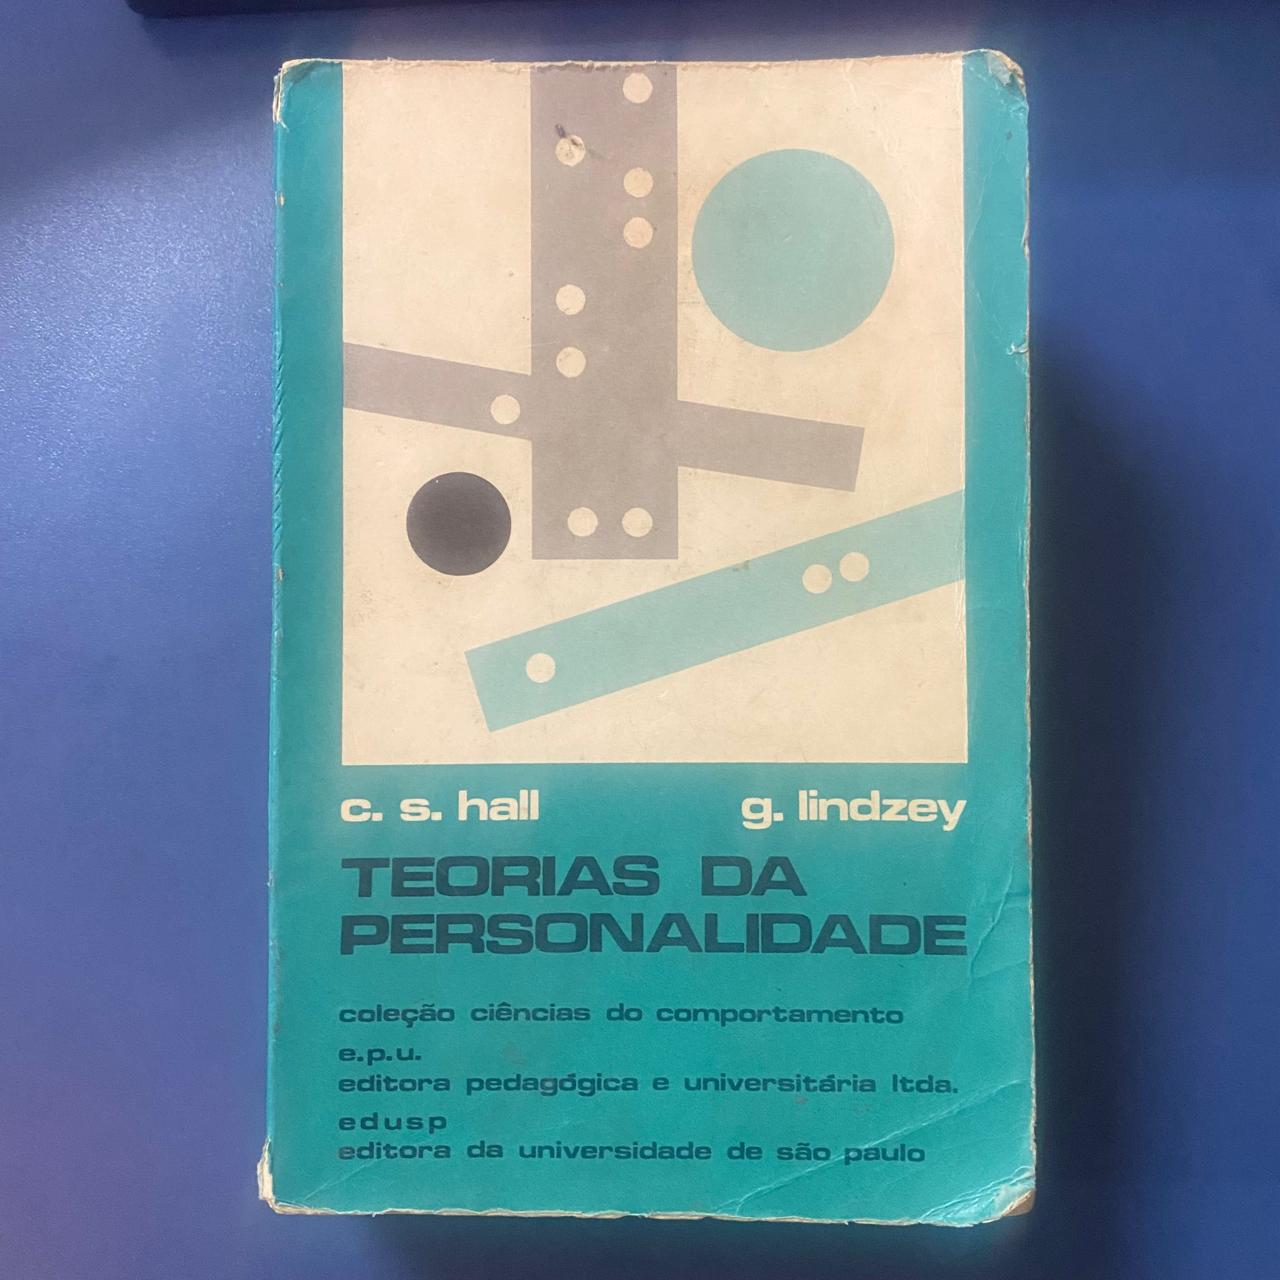 c. s. hall g. lindzey
TEORIAS DA
PERSONALIDADE
coleção ciências do comportamento
e.p.u.
editora pedagógica e universitária ltda.
edusp
editora da universidade de são paulo